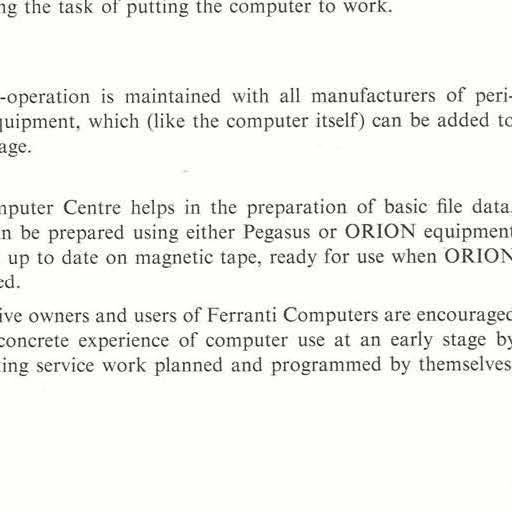 ng the task of putting the computer to work.
-operation is maintained with all manufacturers of peri-
quipment, which (like the computer itself) can be added to
age.
mputer Centre helps in the preparation of basic file data,
n be prepared using either Pegasus or ORION equipment
up to date on magnetic tape, ready for use when ORION
ed.
ive owners and users of Ferranti Computers are encouraged
concrete experience of computer use at an early stage by
ting service work planned and programmed by themselves